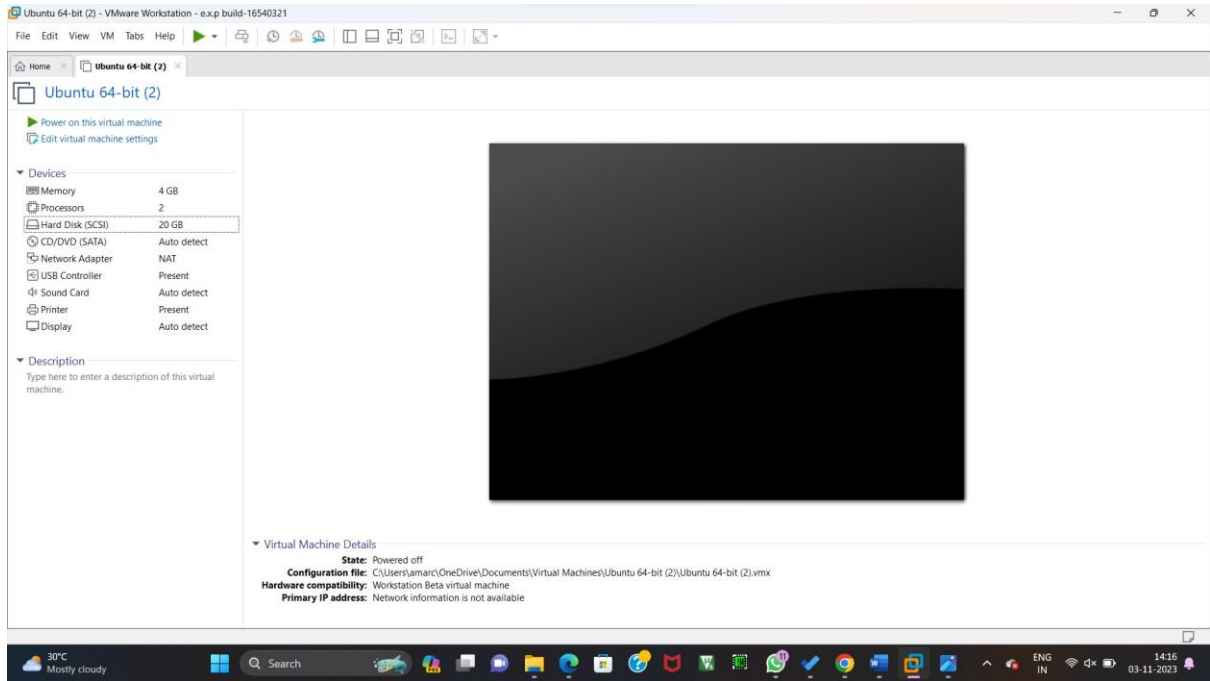 Ubuntu 64-bit (2) - VMware Workstation - e.x.p build-16540321
File Edit View VM Tabs Help
Home Ubuntu 64-bit (2)
Ubuntu 64-bit (2)
Power on this virtual machine
Edit virtual machine settings
Devices
Memory 4 GB
Processors 2
Hard Disk (SCSI) 20 GB
CD/DVD (SATA) Auto detect
Network Adapter NAT
USB Controller Present
Sound Card Auto detect
Printer Present
Display Auto detect
Description
Type here to enter a description of this virtual
machine.
Virtual Machine Details
State: Powered off
Configuration file: C:\Users\amarc\OneDrive\Documents\Virtual Machines\Ubuntu 64-bit (2)\Ubuntu 64-bit (2).vmx
Hardware compatibility: Workstation Beta virtual machine
Primary IP address: Network information is not available
30°C
Mostly cloudy
Search
ENG
IN
14:16
03-11-2023